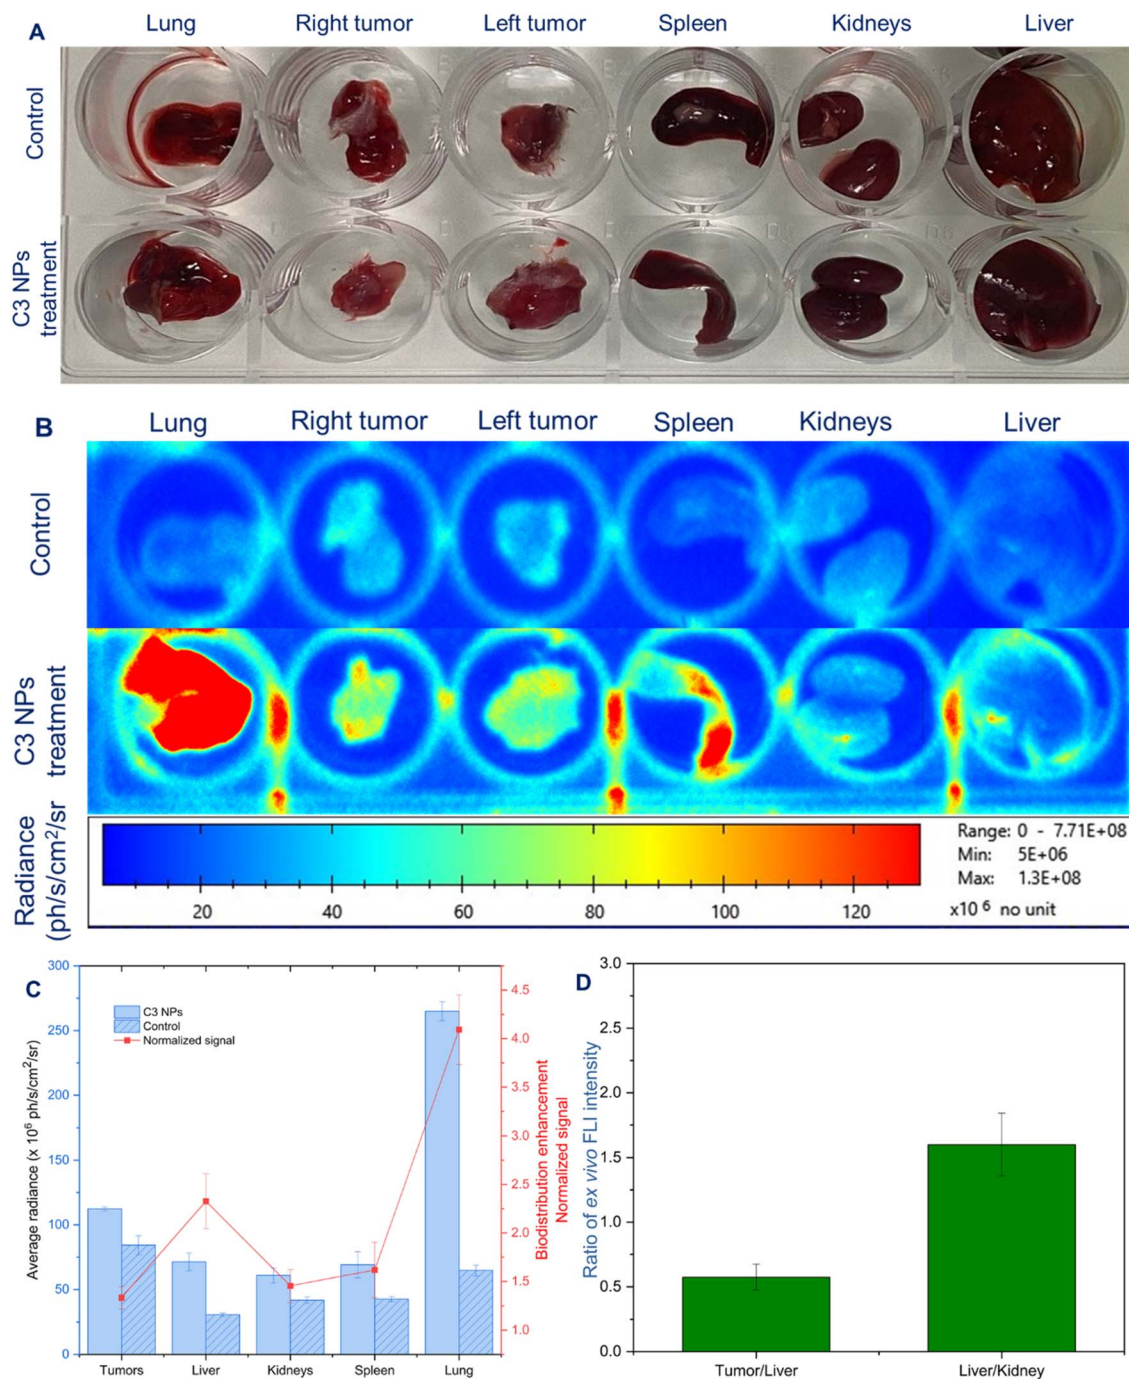 Lung Right tumor Left tumor Spleen Kidneys Liver
A
Control
C3 NPs
treatment
B
Lung Right tumor Left tumor Spleen Kidneys Liver
Control
C3 NPs
treatment
Radiance
(ph/s/cm²/sr)
20 40 60 80 100 120
Range: 0 - 7.71E+08
Min: 5E+06
Max: 1.3E+08
x10 6 no unit
C
C3 NPs
Control
Normalized signal
Average radiance (x 10⁶ ph/s/cm²/sr)
300
250
200
150
100
50
0
4.5
4.0
3.5
3.0
2.5
2.0
1.5
1.0
Biodistribution enhancement
Normalized signal
Tumors Liver Kidneys Spleen Lung
D
Ratio of ex vivo FLI intensity
3.0
2.5
2.0
1.5
1.0
0.5
0.0
Tumor/Liver Liver/Kidney